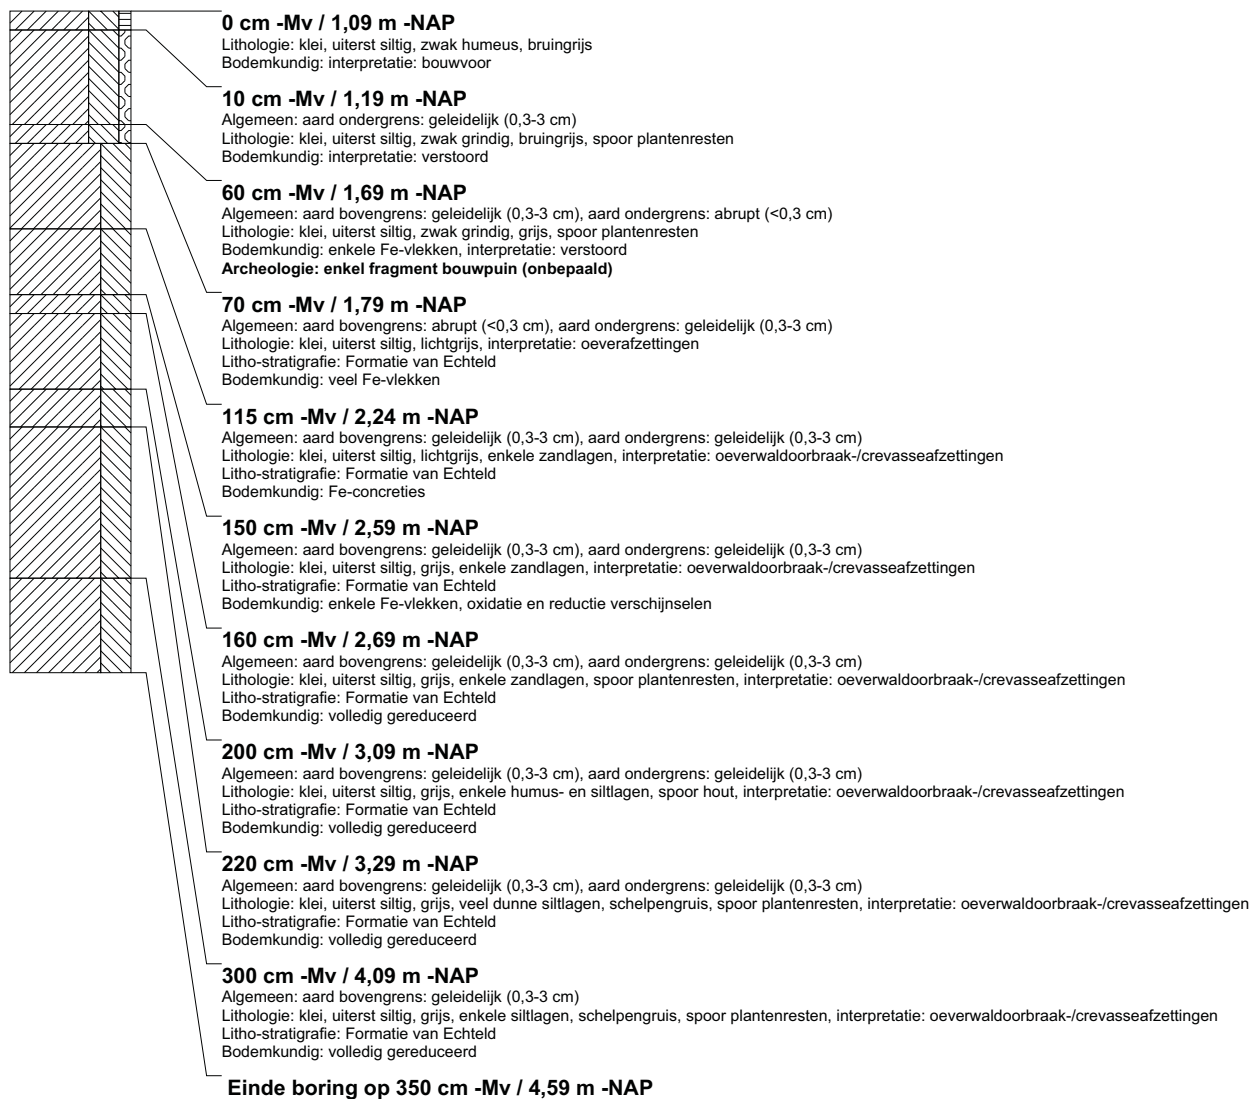 0 cm -Mv / 1,09 m -NAP
Lithologie: klei, uiterst siltig, zwak humeus, bruingrijs
Bodemkundig: interpretatie: bouwvoor
10 cm -Mv / 1,19 m -NAP
Algemeen: aard ondergrens: geleidelijk (0,3-3 cm)
Lithologie: klei, uiterst siltig, zwak grindig, bruingrijs, spoor plantenresten
Bodemkundig: interpretatie: verstoord
60 cm -Mv / 1,69 m -NAP
Algemeen: aard bovengrens: geleidelijk (0,3-3 cm), aard ondergrens: abrupt (<0,3 cm)
Lithologie: klei, uiterst siltig, zwak grindig, grijs, spoor plantenresten
Bodemkundig: enkele Fe-vlekken, interpretatie: verstoord
Archeologie: enkel fragment bouwpuin (onbepaald)
70 cm -Mv / 1,79 m -NAP
Algemeen: aard bovengrens: abrupt (<0,3 cm), aard ondergrens: geleidelijk (0,3-3 cm)
Lithologie: klei, uiterst siltig, lichtgrijs, interpretatie: oeverafzettingen
Litho-stratigrafie: Formatie van Echteld
Bodemkundig: veel Fe-vlekken
115 cm -Mv / 2,24 m -NAP
Algemeen: aard bovengrens: geleidelijk (0,3-3 cm), aard ondergrens: geleidelijk (0,3-3 cm)
Lithologie: klei, uiterst siltig, lichtgrijs, enkele zandlagen, interpretatie: oeverwaldoorbraak-/crevasseafzettingen
Litho-stratigrafie: Formatie van Echteld
Bodemkundig: Fe-concreties
150 cm -Mv / 2,59 m -NAP
Algemeen: aard bovengrens: geleidelijk (0,3-3 cm), aard ondergrens: geleidelijk (0,3-3 cm)
Lithologie: klei, uiterst siltig, grijs, enkele zandlagen, interpretatie: oeverwaldoorbraak-/crevasseafzettingen
Litho-stratigrafie: Formatie van Echteld
Bodemkundig: enkele Fe-vlekken, oxidatie en reductie verschijnselen
160 cm -Mv / 2,69 m -NAP
Algemeen: aard bovengrens: geleidelijk (0,3-3 cm), aard ondergrens: geleidelijk (0,3-3 cm)
Lithologie: klei, uiterst siltig, grijs, enkele zandlagen, spoor plantenresten, interpretatie: oeverwaldoorbraak-/crevasseafzettingen
Litho-stratigrafie: Formatie van Echteld
Bodemkundig: volledig gereduceerd
200 cm -Mv / 3,09 m -NAP
Algemeen: aard bovengrens: geleidelijk (0,3-3 cm), aard ondergrens: geleidelijk (0,3-3 cm)
Lithologie: klei, uiterst siltig, grijs, enkele humus- en siltlagen, spoor hout, interpretatie: oeverwaldoorbraak-/crevasseafzettingen
Litho-stratigrafie: Formatie van Echteld
Bodemkundig: volledig gereduceerd
220 cm -Mv / 3,29 m -NAP
Algemeen: aard bovengrens: geleidelijk (0,3-3 cm), aard ondergrens: geleidelijk (0,3-3 cm)
Lithologie: klei, uiterst siltig, grijs, veel dunne siltlagen, schelpengruis, spoor plantenresten, interpretatie: oeverwaldoorbraak-/crevasseafzettingen
Litho-stratigrafie: Formatie van Echteld
Bodemkundig: volledig gereduceerd
300 cm -Mv / 4,09 m -NAP
Algemeen: aard bovengrens: geleidelijk (0,3-3 cm)
Lithologie: klei, uiterst siltig, grijs, enkele siltlagen, schelpengruis, spoor plantenresten, interpretatie: oeverwaldoorbraak-/crevasseafzettingen
Litho-stratigrafie: Formatie van Echteld
Bodemkundig: volledig gereduceerd
Einde boring op 350 cm -Mv / 4,59 m -NAP